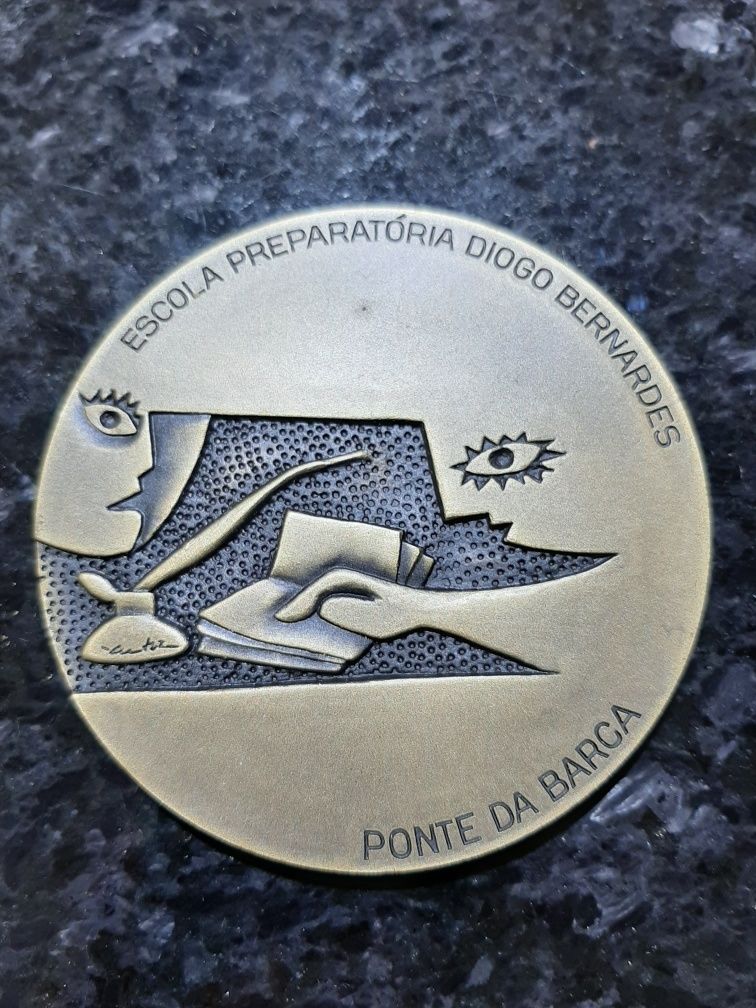 ESCOLA PREPARATÓRIA DIOGO BERNARDES
PONTE DA BARCA